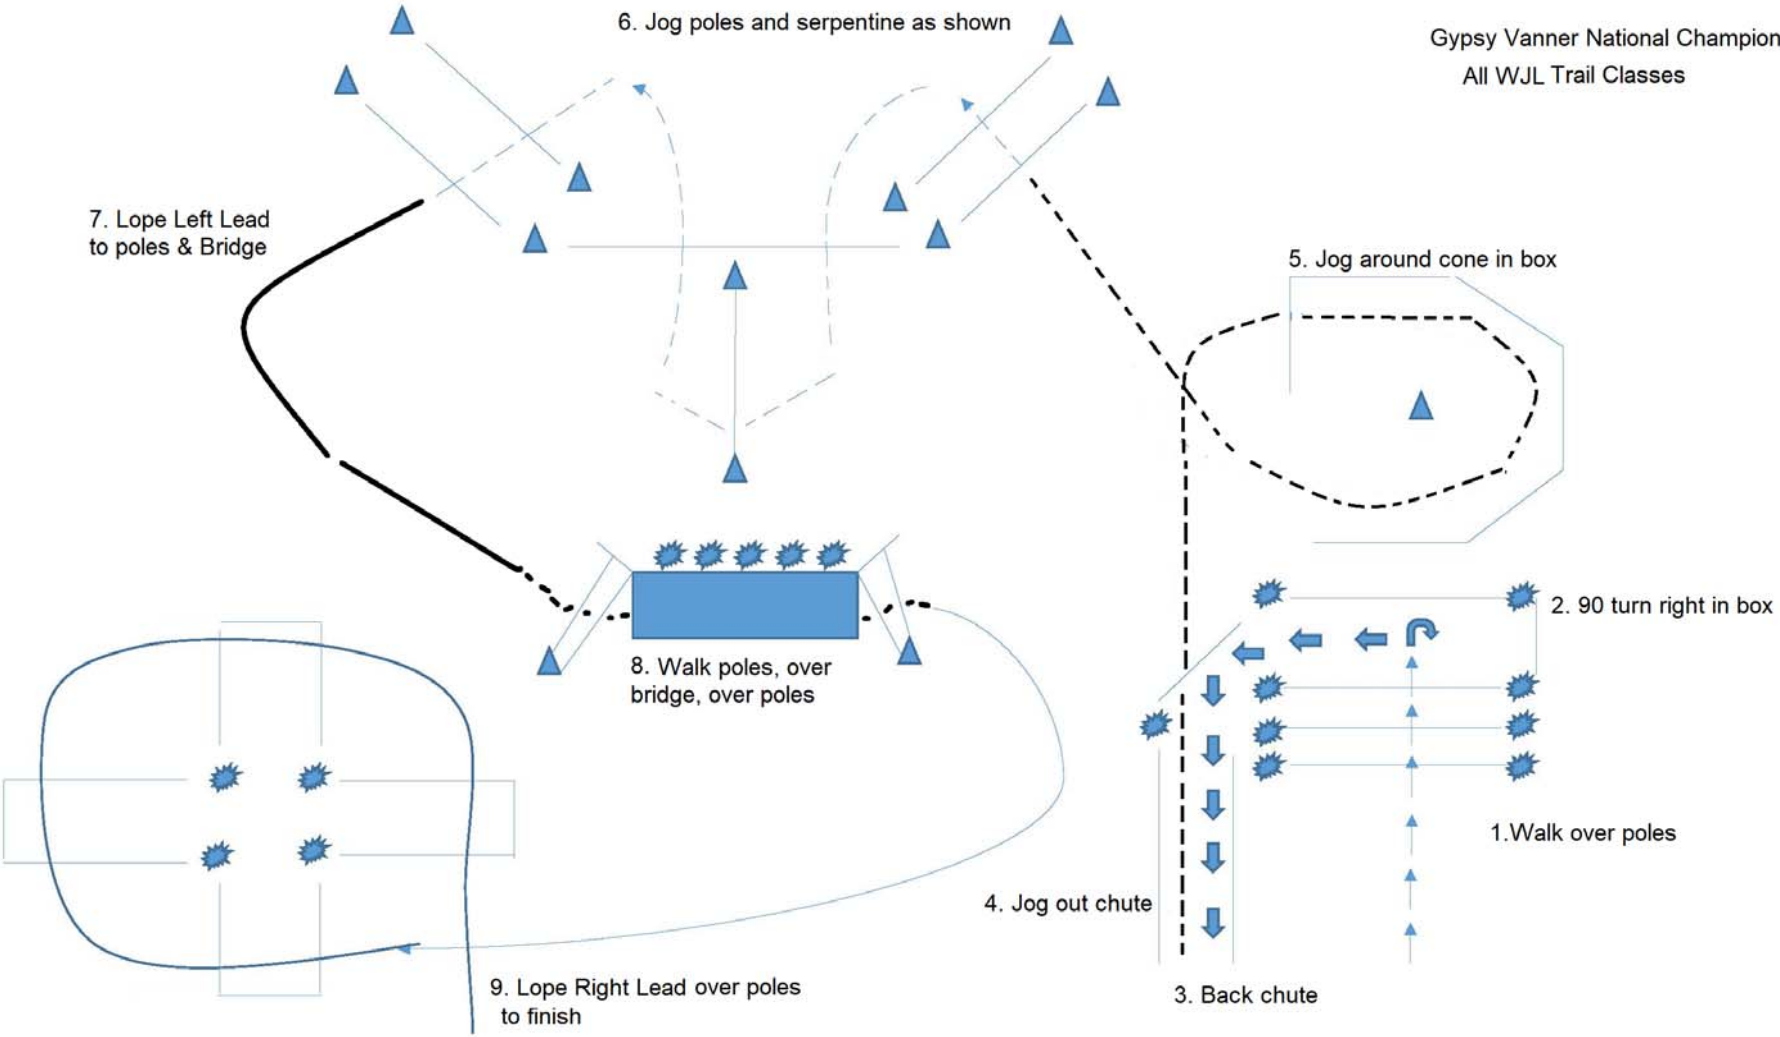 6. Jog poles and serpentine as shown
Gypsy Vanner National Champion
All WJL Trail Classes
7. Lope Left Lead
to poles & Bridge
5. Jog around cone in box
2. 90 turn right in box
8. Walk poles, over
bridge, over poles
1.Walk over poles
4. Jog out chute
9. Lope Right Lead over poles
to finish
3. Back chute